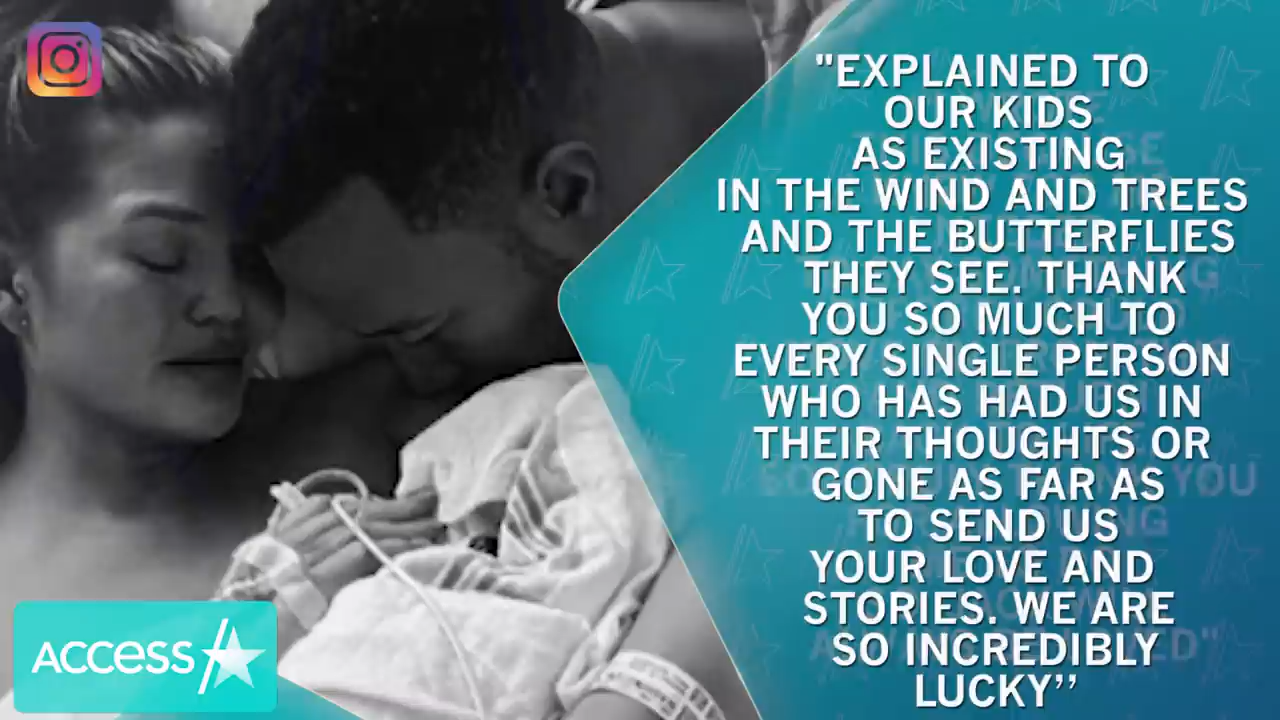 "EXPLAINED TO
OUR KIDS
AS EXISTING
IN THE WIND AND TREES
AND THE BUTTERFLIES
THEY SEE. THANK
YOU SO MUCH TO
EVERY SINGLE PERSON
WHO HAS HAD US IN
THEIR THOUGHTS OR
GONE AS FAR AS
TO SEND US
YOUR LOVE AND
STORIES. WE ARE
SO INCREDIBLY
LUCKY’’
ACCESS